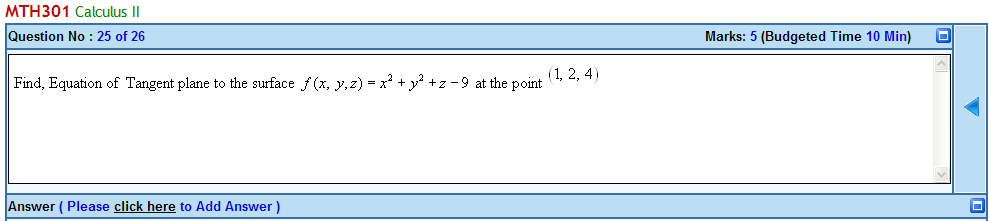 MTH301 Calculus II
Question No : 25 of 26 Marks: 5 (Budgeted Time 10 Min)
Find, Equation of Tangent plane to the surface f(x, y,z) = x² + y² + z − 9 at the point (1, 2, 4)
Answer ( Please click here to Add Answer )